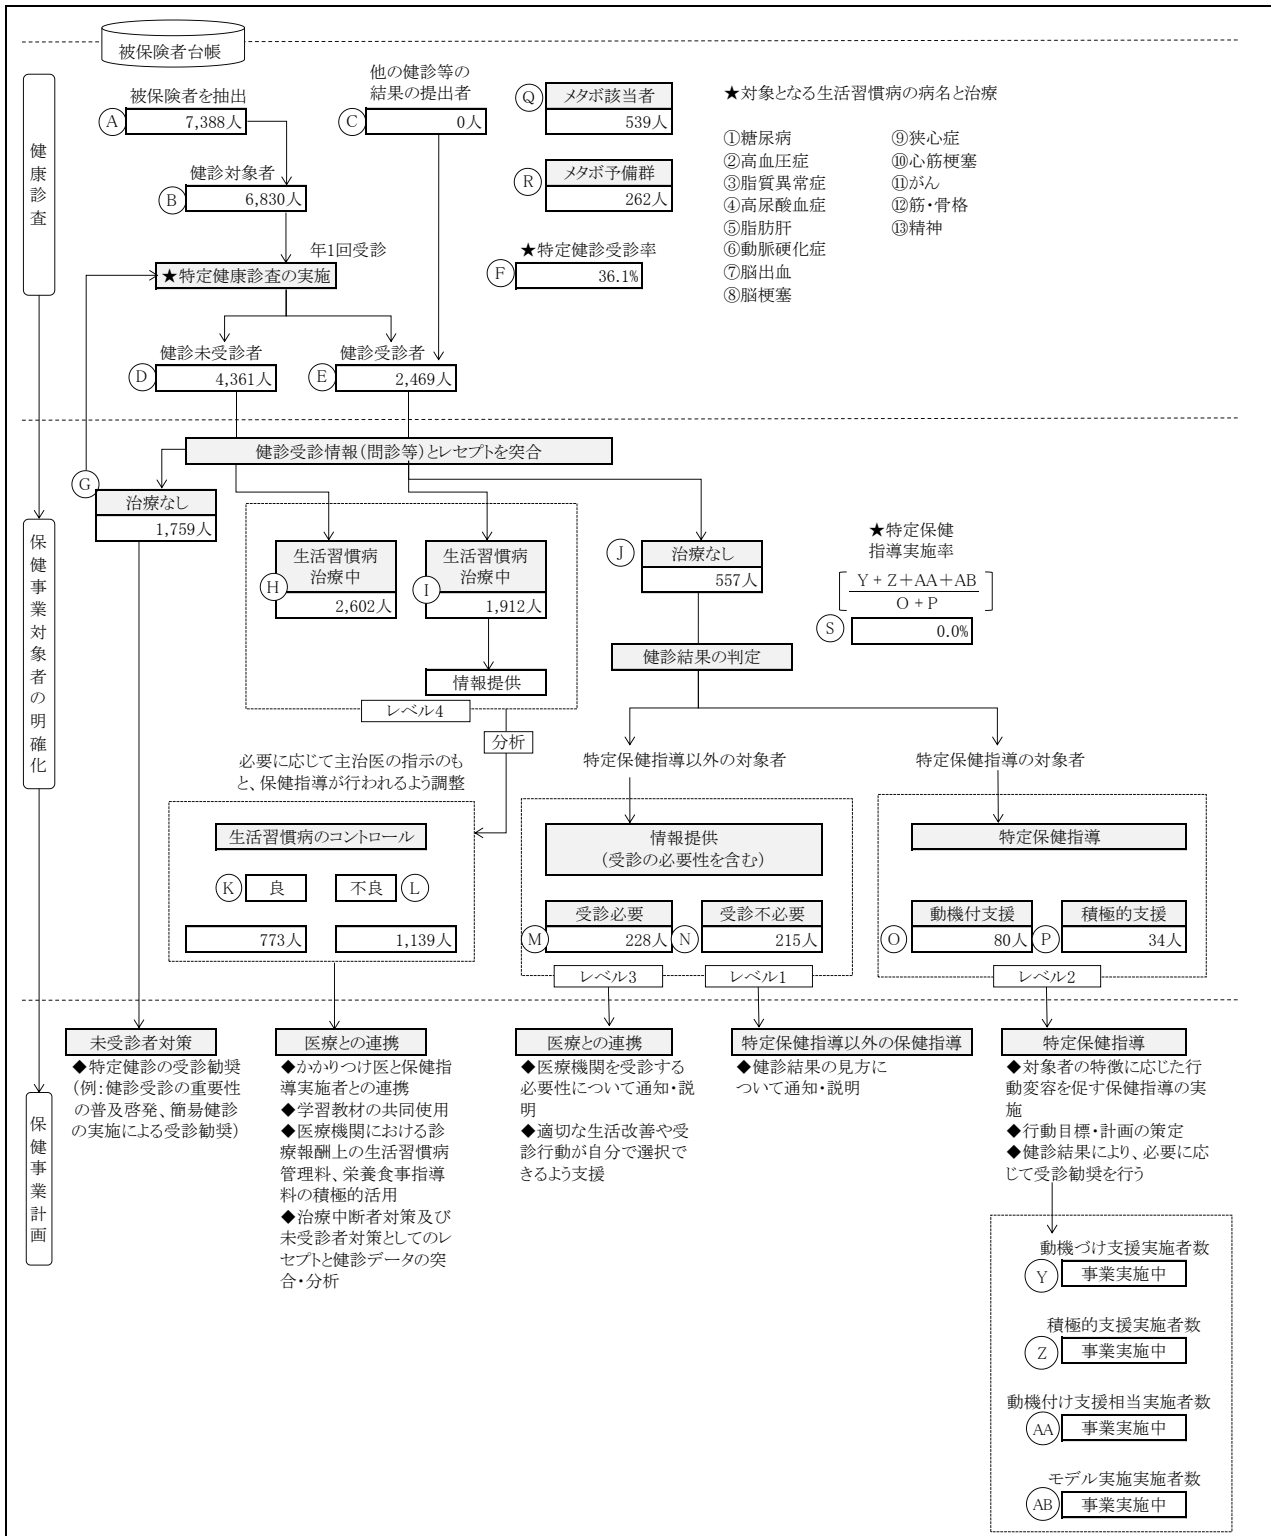 被保険者台帳
健康診査
被保険者を抽出
A
7,388人
他の健診等の
結果の提出者
C
0人
健診対象者
B
6,830人
年1回受診
★特定健康診査の実施
健診未受診者
D
4,361人
健診受診者
E
2,469人
Q
メタボ該当者
539人
R
メタボ予備群
262人
★特定健診受診率
F
36.1%
★対象となる生活習慣病の病名と治療
①糖尿病
②高血圧症
③脂質異常症
④高尿酸血症
⑤脂肪肝
⑥動脈硬化症
⑦脳出血
⑧脳梗塞
⑨狭心症
⑩心筋梗塞
⑪がん
⑫筋・骨格
⑬精神
保健事業対象者の明確化
健診受診情報(問診等)とレセプトを突合
G
治療なし
1,759人
H
生活習慣病
治療中
2,602人
I
生活習慣病
治療中
1,912人
情報提供
レベル4
分析
J
治療なし
557人
健診結果の判定
★特定保健
指導実施率
Y+Z+AA+AB
O+P
S
0.0%
必要に応じて主治医の指示のも
と、保健指導が行われるよう調整
生活習慣病のコントロール
K
良
不良
L
773人
1,139人
特定保健指導以外の対象者
情報提供
(受診の必要性を含む)
受診必要
M
228人
受診不必要
N
215人
レベル3
レベル1
特定保健指導の対象者
特定保健指導
動機付支援
O
80人
積極的支援
P
34人
レベル2
保健事業計画
未受診者対策
◆特定健診の受診勧奨
(例:健診受診の重要性
の普及啓発、簡易健診
の実施による受診勧奨)
医療との連携
◆かかりつけ医と保健指
導実施者との連携
◆学習教材の共同使用
◆医療機関における診
療報酬上の生活習慣病
管理料、栄養食事指導
料の積極的活用
◆治療中断者対策及び
未受診者対策としてのレ
セプトと健診データの突
合・分析
医療との連携
◆医療機関を受診する
必要性について通知・説
明
◆適切な生活改善や受
診行動が自分で選択で
きるよう支援
特定保健指導以外の保健指導
◆健診結果の見方に
ついて通知・説明
特定保健指導
◆対象者の特徴に応じた行
動変容を促す保健指導の実
施
◆行動目標・計画の策定
◆健診結果により、必要に応
じて受診勧奨を行う
動機づけ支援実施者数
Y
事業実施中
積極的支援実施者数
Z
事業実施中
動機付け支援相当実施者数
AA
事業実施中
モデル実施実施者数
AB
事業実施中